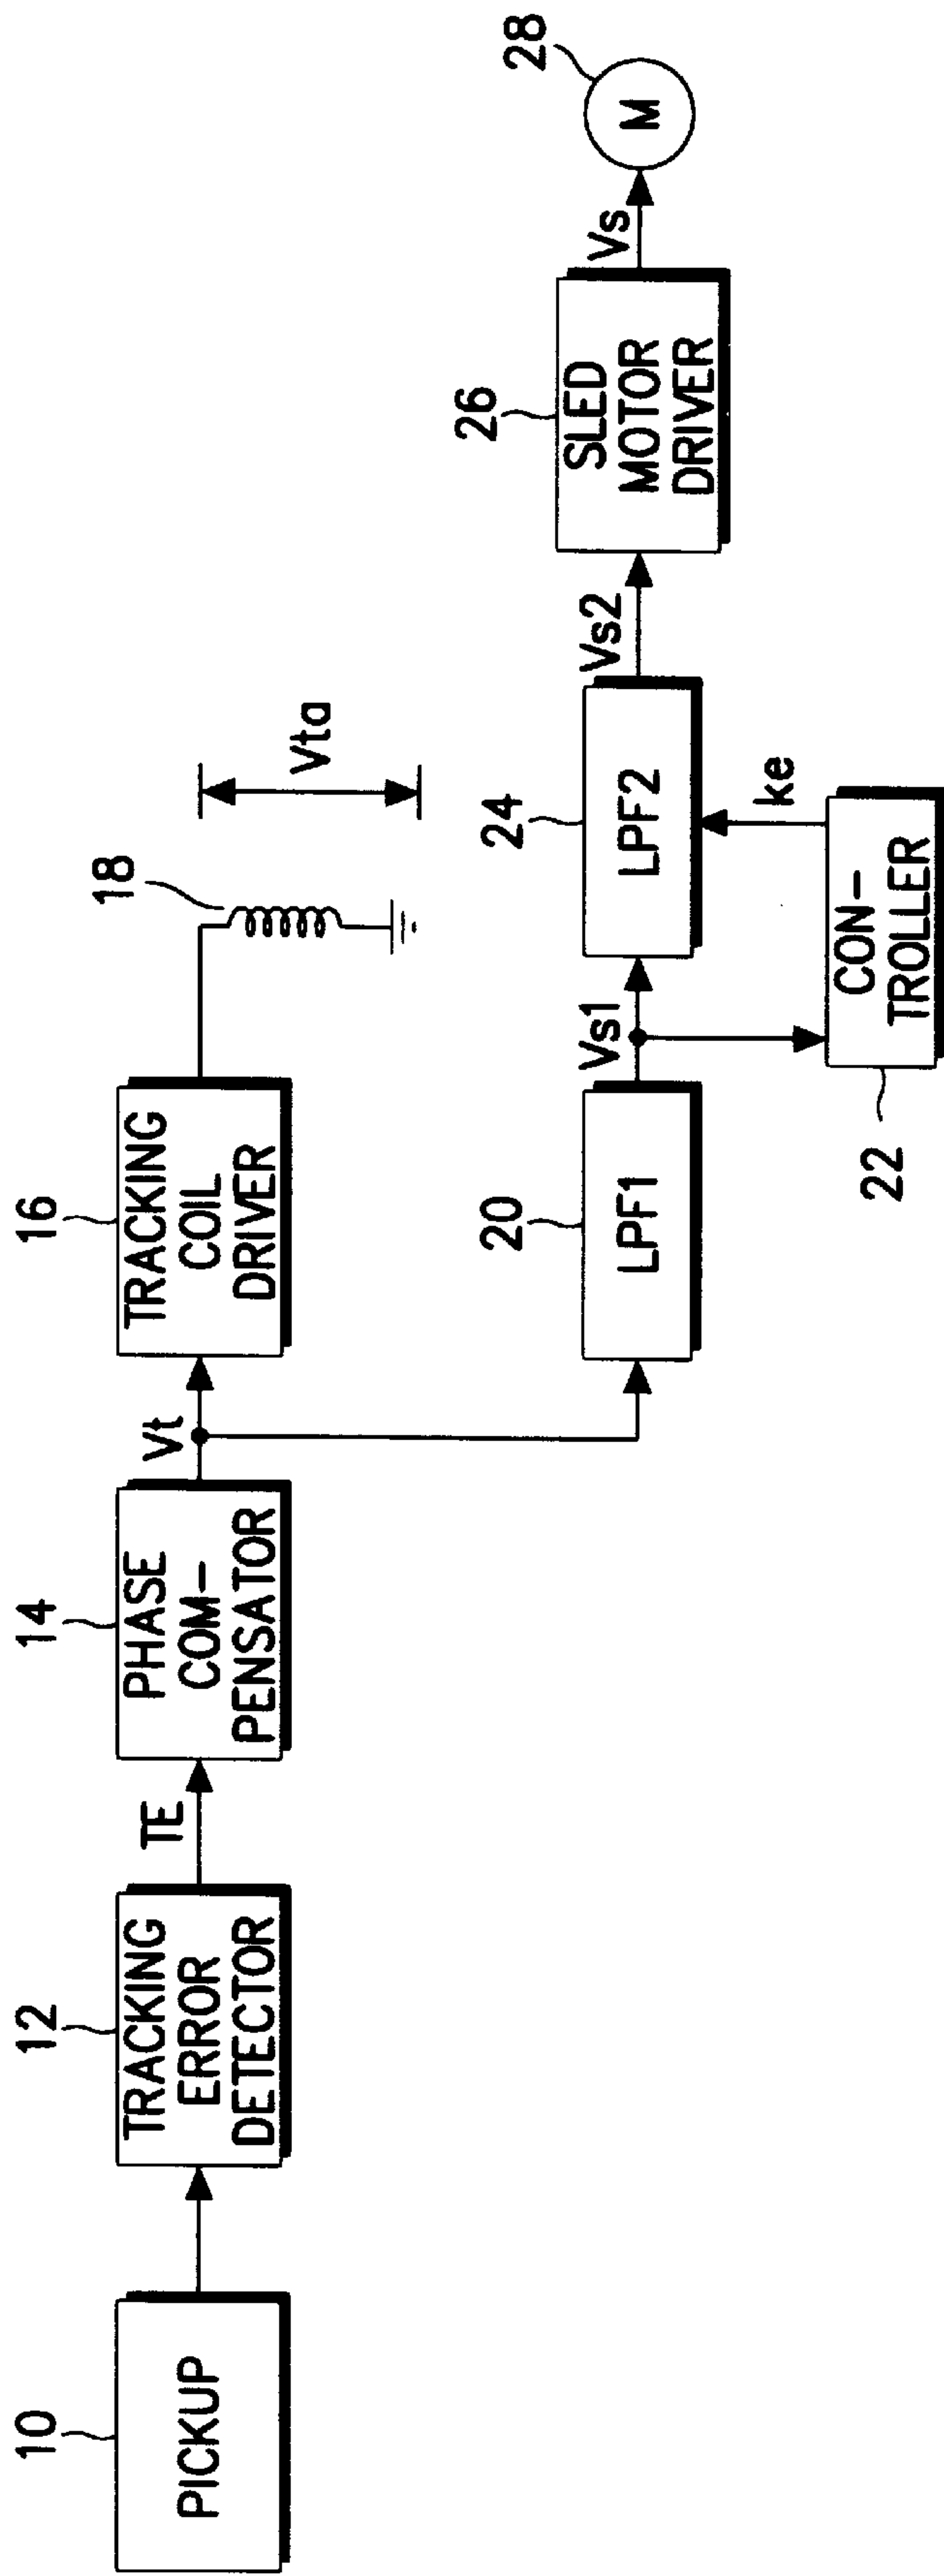 10
PICKUP
12
TRACKING
ERROR
DETECTOR
TE
14
PHASE
COM-
PENSATOR
Vt
16
TRACKING
COIL
DRIVER
18
Vta
20
LPF1
Vs1
22
CON-
TROLLER
ke
24
LPF2
Vs2
26
SLED
MOTOR
DRIVER
Vs
28
M